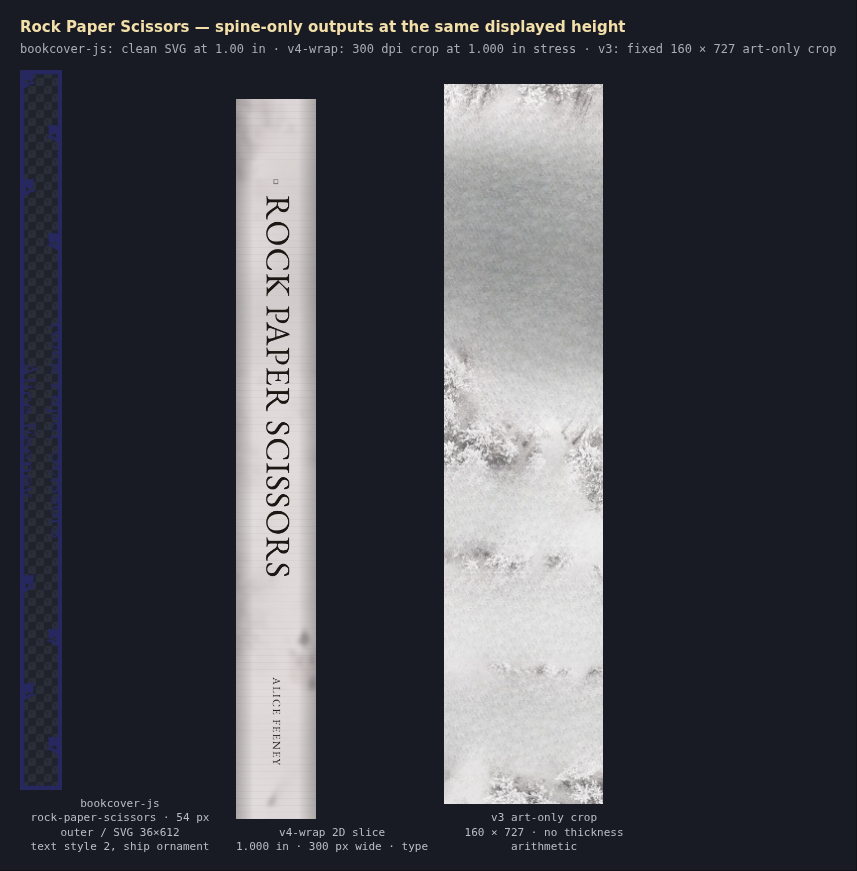 Rock Paper Scissors — spine-only outputs at the same displayed height
bookcover-js: clean SVG at 1.00 in · v4-wrap: 300 dpi crop at 1.000 in stress · v3: fixed 160 × 727 art-only crop
ROCK PAPER SCISSORS
ALICE FEENEY
bookcover-js
rock-paper-scissors · 54 px
outer / SVG 36×612
text style 2, ship ornament
v4-wrap 2D slice
1.000 in · 300 px wide · type
v3 art-only crop
160 × 727 · no thickness
arithmetic